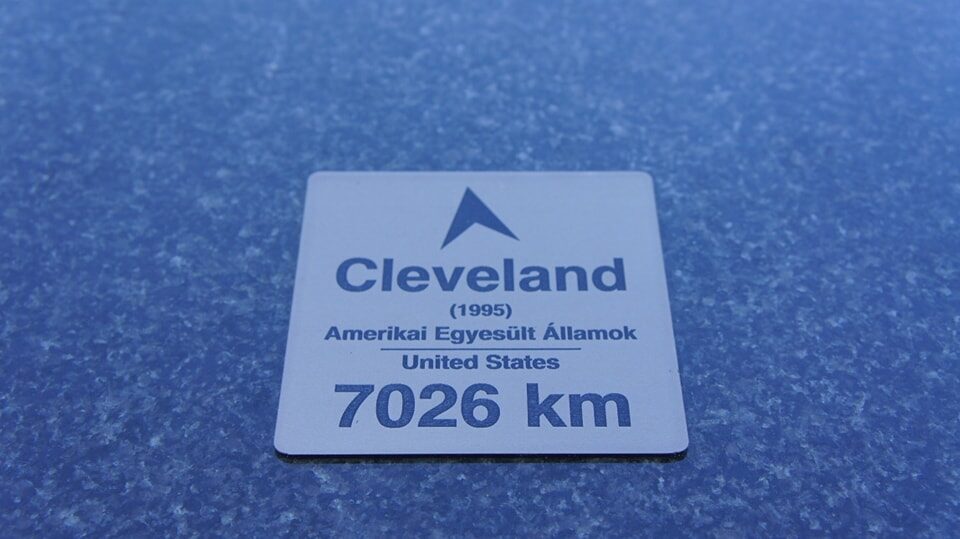 Cleveland
(1995)
Amerikai Egyesült Államok
United States
7026 km